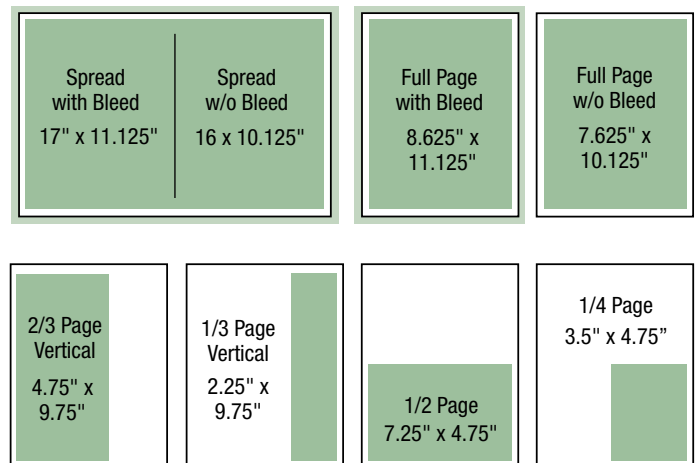 Spread
with Bleed
17" x 11.125"
Spread
w/o Bleed
16 x 10.125"
Full Page
with Bleed
8.625" x
11.125"
Full Page
w/o Bleed
7.625" x
10.125"
2/3 Page
Vertical
4.75" x
9.75"
1/3 Page
Vertical
2.25" x
9.75"
1/2 Page
7.25" x 4.75"
1/4 Page
3.5" x 4.75”